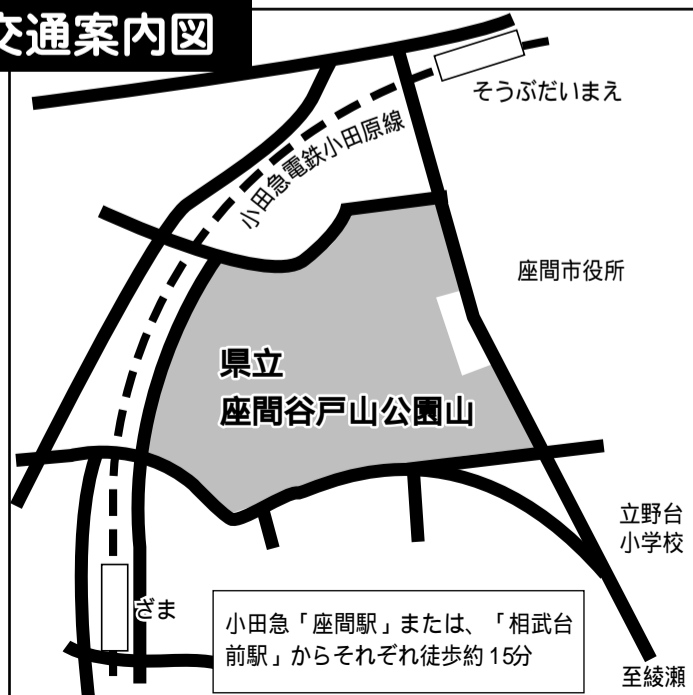 交通案内図
そうぶだいまえ
小田急電鉄小田原線
座間市役所
県立
座間谷戸山公園山
立野台
小学校
ざま
小田急「座間駅」または、「相武台
前駅」からそれぞれ徒歩約 15分
至綾瀬